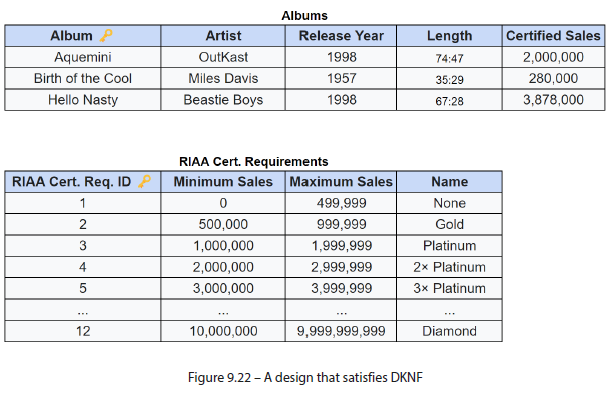 Albums
Album Artist Release Year Length Certified Sales
Aquemini OutKast 1998 74:47 2,000,000
Birth of the Cool Miles Davis 1957 35:29 280,000
Hello Nasty Beastie Boys 1998 67:28 3,878,000
RIAA Cert. Requirements
RIAA Cert. Req. ID Minimum Sales Maximum Sales Name
1 0 499,999 None
2 500,000 999,999 Gold
3 1,000,000 1,999,999 Platinum
4 2,000,000 2,999,999 2× Platinum
5 3,000,000 3,999,999 3× Platinum
... ... ... ...
12 10,000,000 9,999,999,999 Diamond
Figure 9.22 – A design that satisfies DKNF